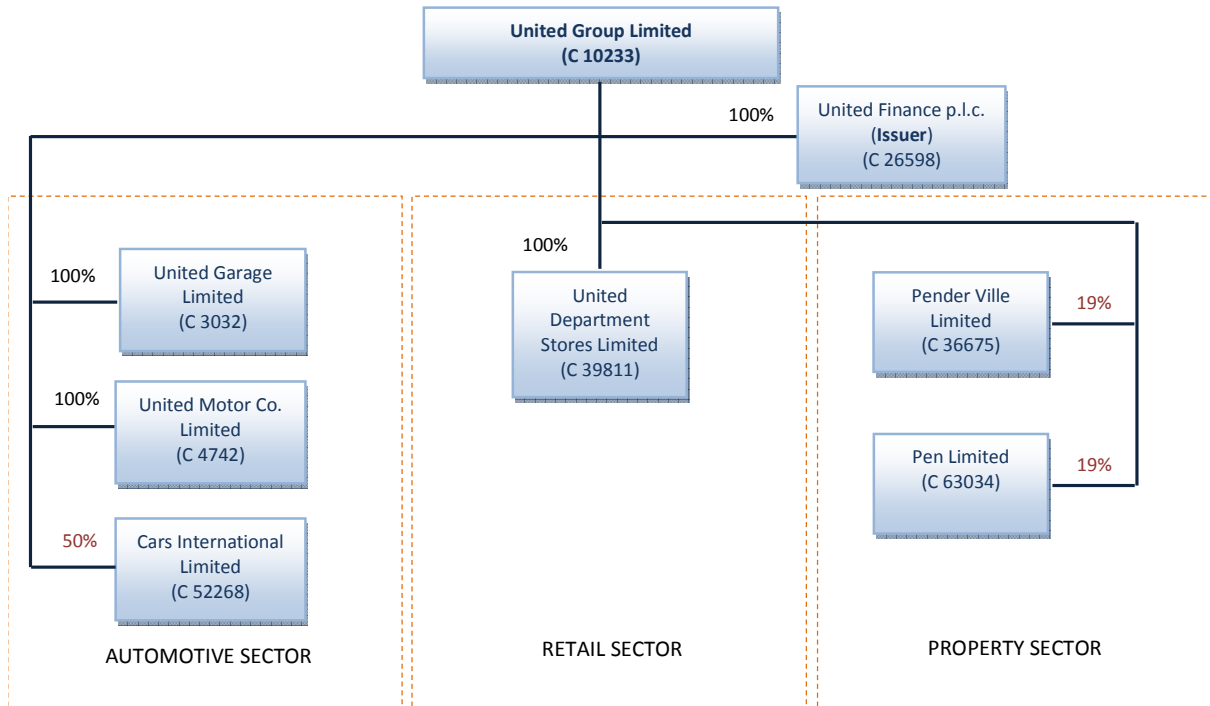 United Group Limited
(C 10233)
100%
United Finance p.l.c.
(Issuer)
(C 26598)
100%
United Garage
Limited
(C 3032)
100%
United Motor Co.
Limited
(C 4742)
50%
Cars International
Limited
(C 52268)
AUTOMOTIVE SECTOR
100%
United
Department
Stores Limited
(C 39811)
RETAIL SECTOR
Pender Ville
Limited
(C 36675)
19%
Pen Limited
(C 63034)
19%
PROPERTY SECTOR